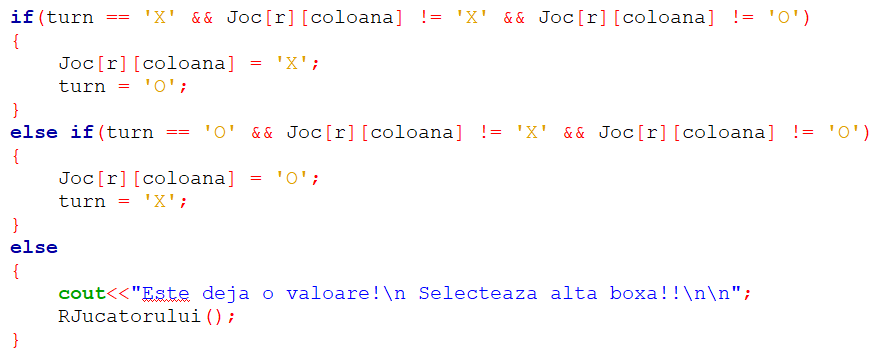 if(turn == 'X' && Joc[r][coloana] != 'X' && Joc[r][coloana] != 'O')
{
    Joc[r][coloana] = 'X';
    turn = 'O';
}
else if(turn == 'O' && Joc[r][coloana] != 'X' && Joc[r][coloana] != 'O')
{
    Joc[r][coloana] = 'O';
    turn = 'X';
}
else
{
    cout<<"Este deja o valoare!\n Selecteaza alta boxa!!\n\n";
    RJucatorului();
}